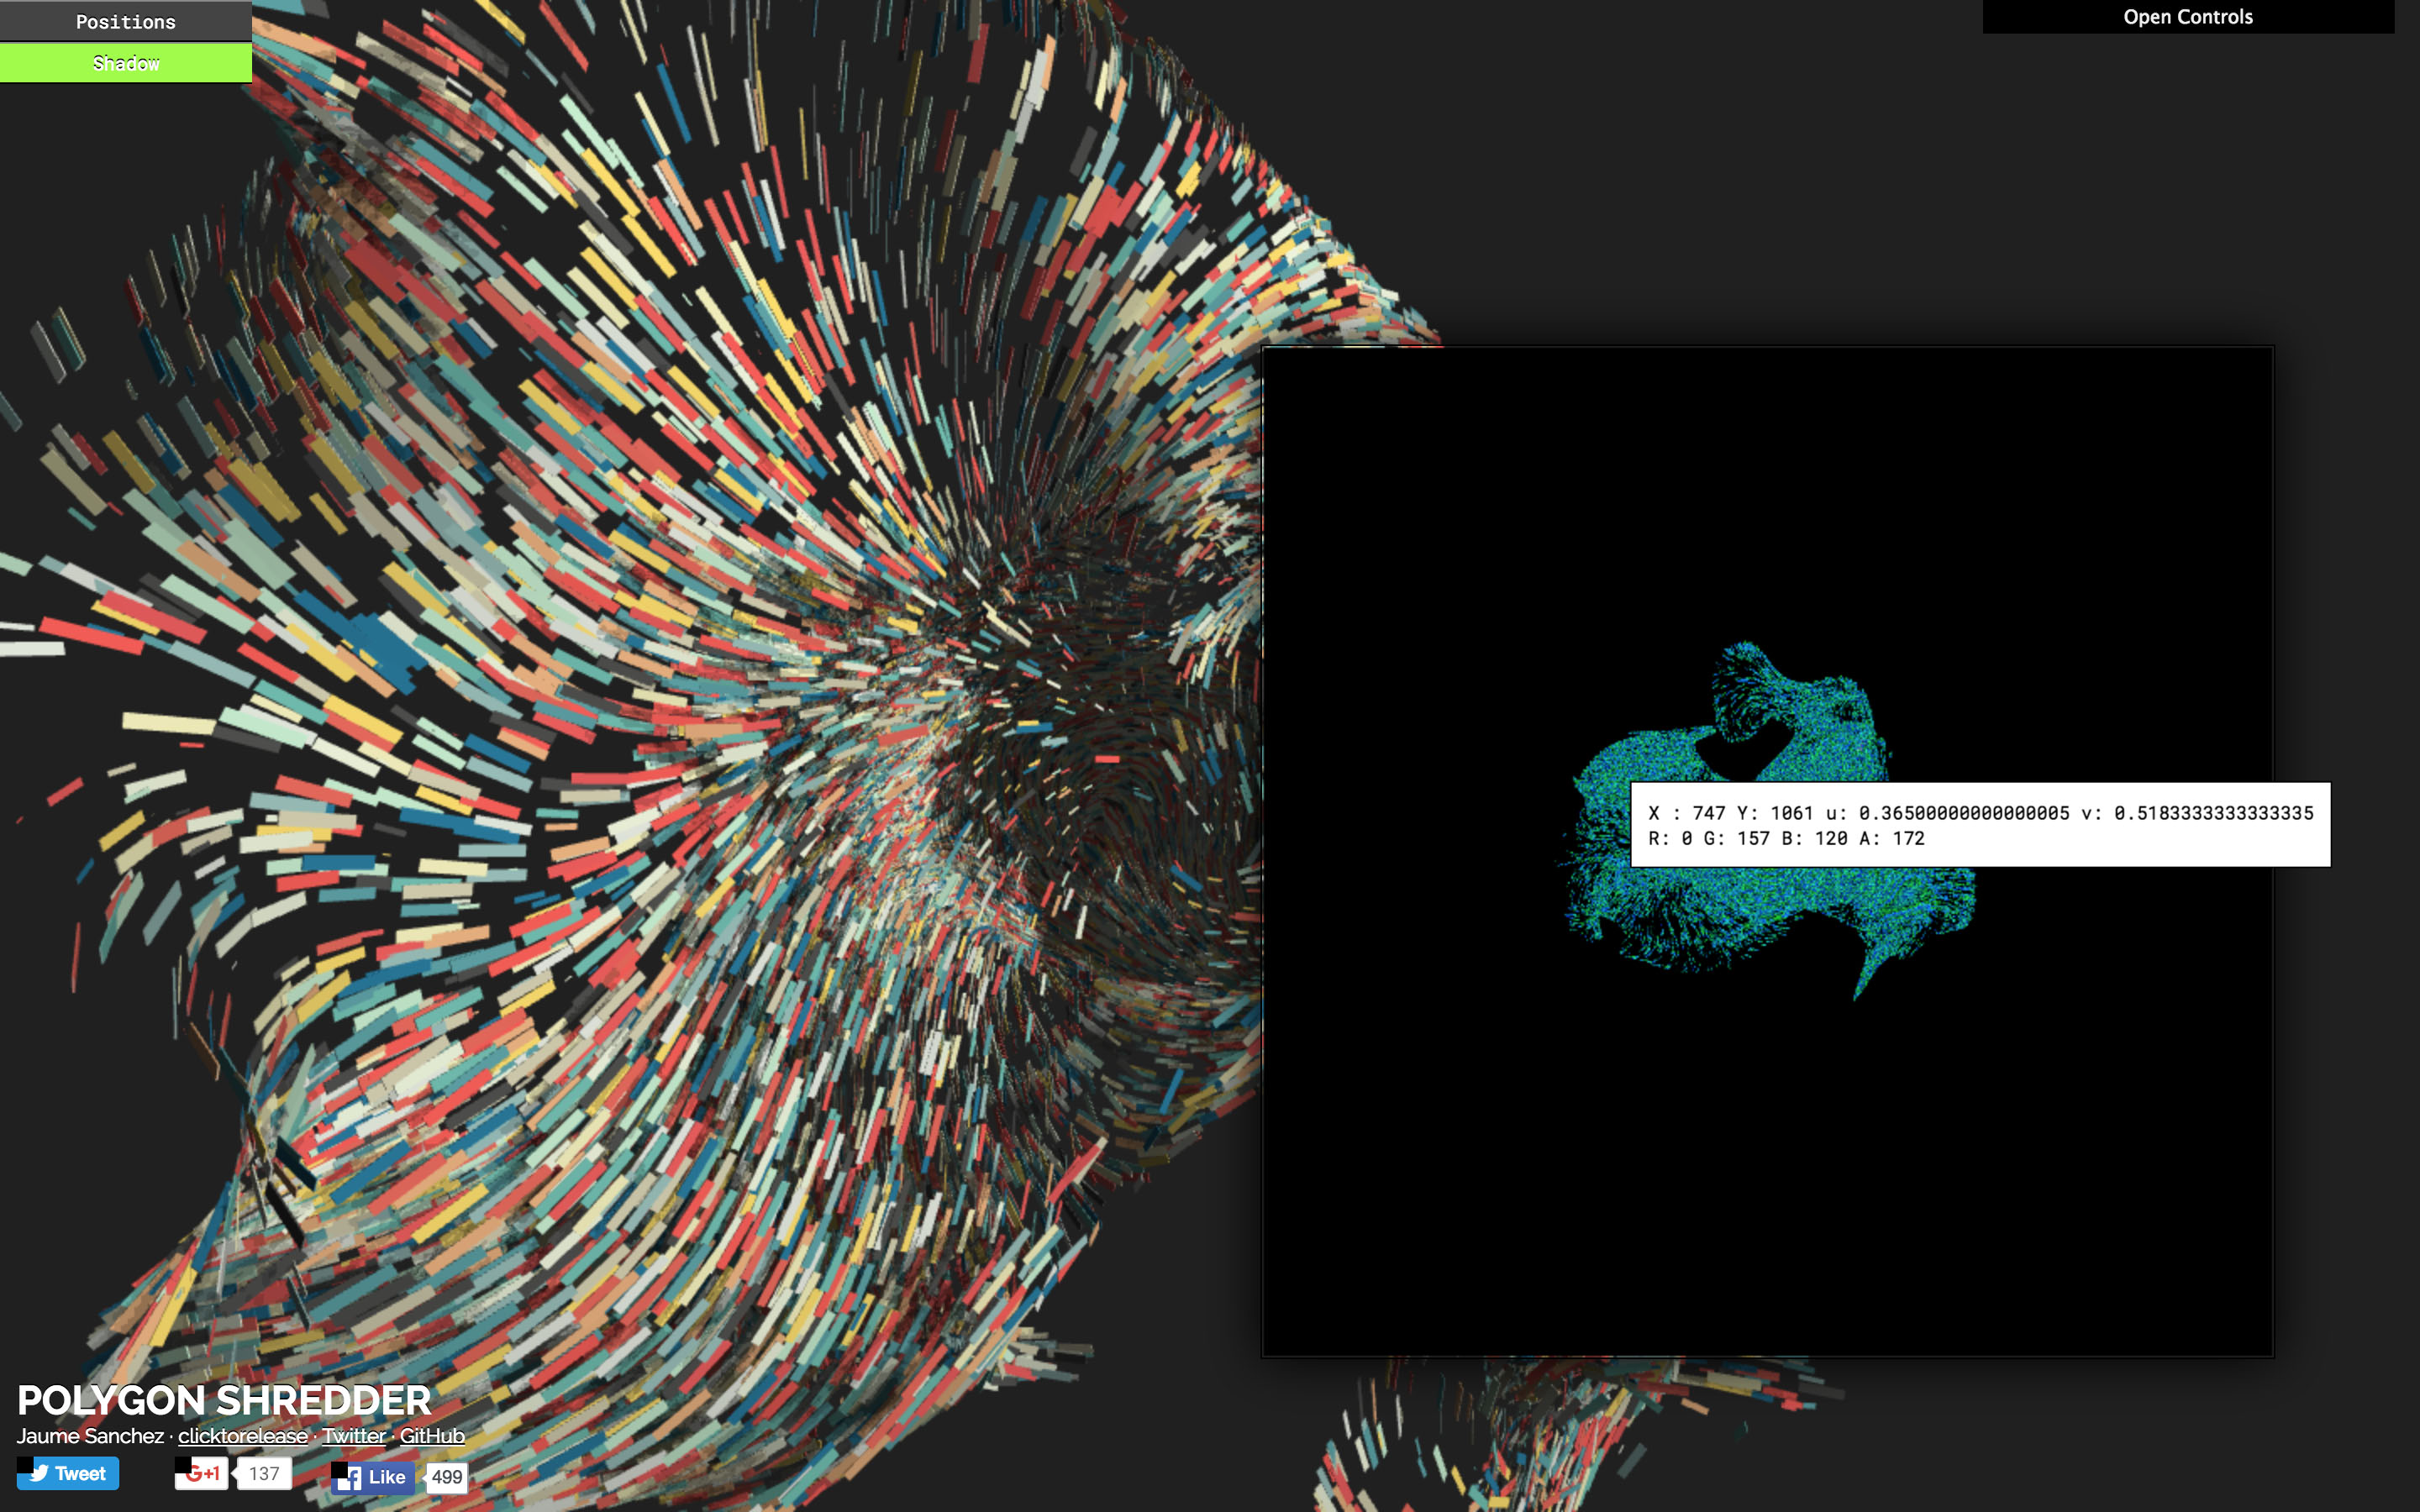 Positions
Shadow
Open Controls
X : 747 Y: 1061 u: 0.36500000000000005 v: 0.5183333333333335
R: 0 G: 157 B: 120 A: 172
POLYGON SHREDDER
Jaume Sanchez · clicktorelease · Twitter · GitHub
Tweet G+1 137 Like 499